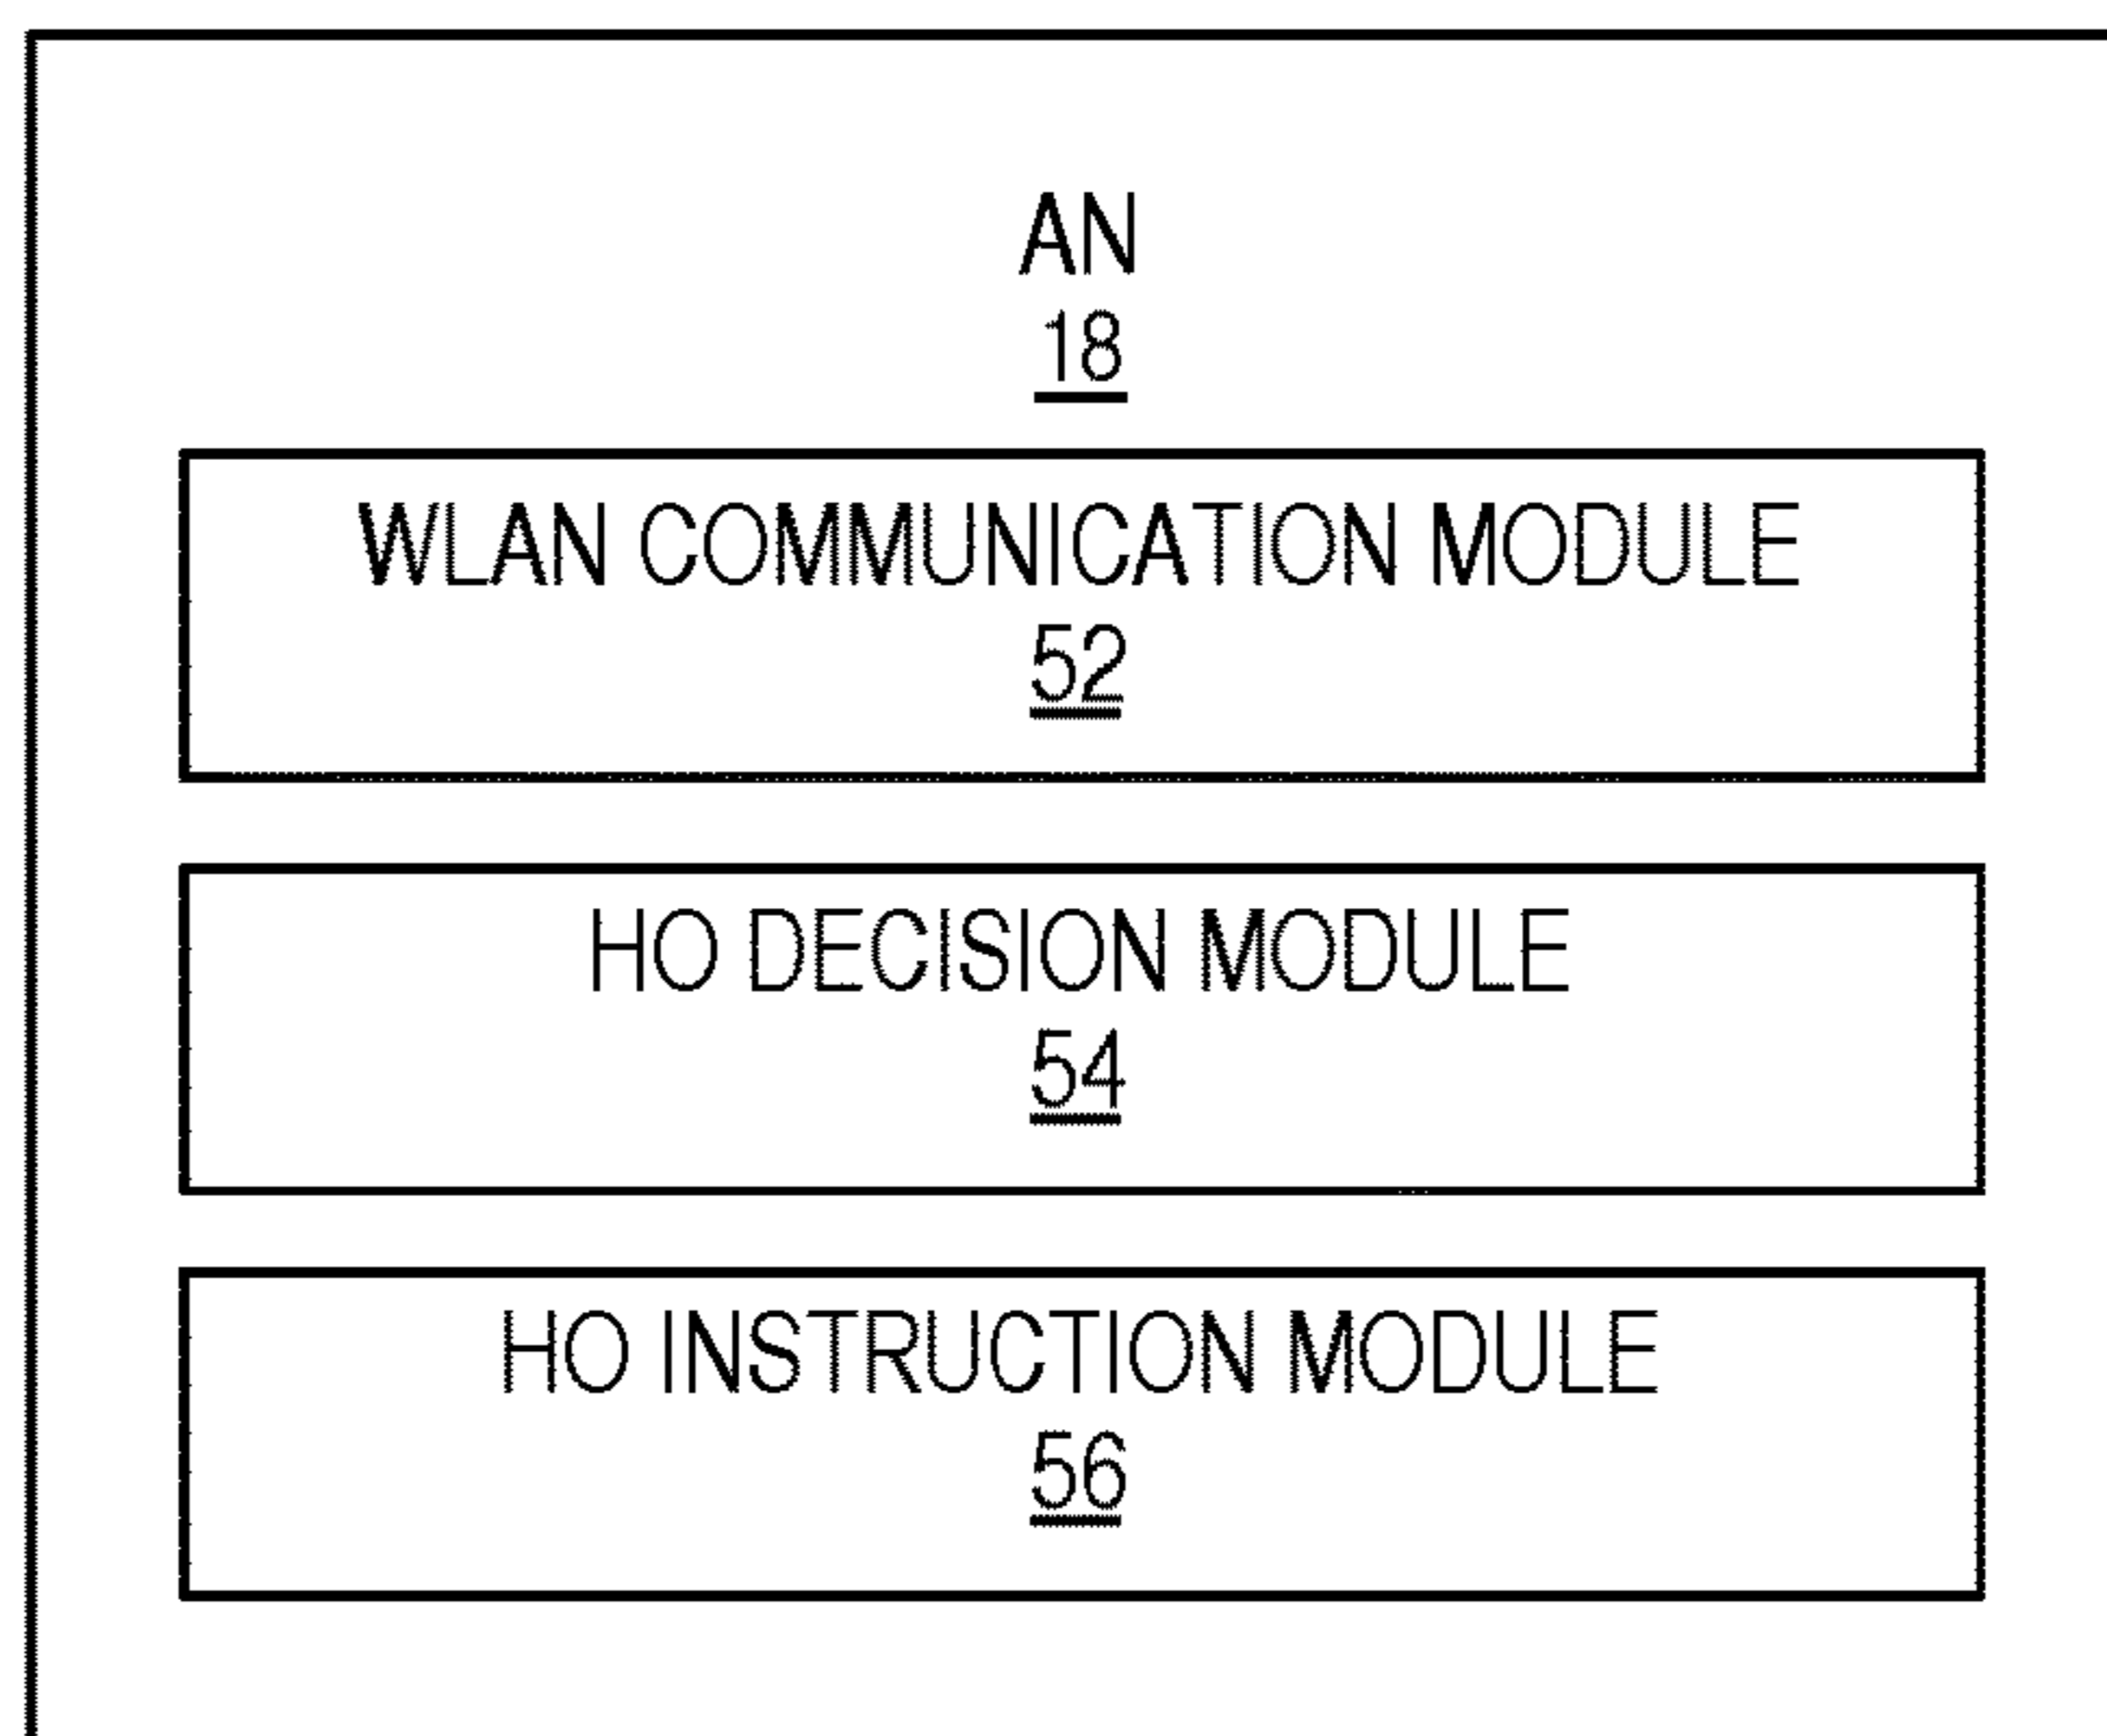 AN
18
WLAN COMMUNICATION MODULE
52
HO DECISION MODULE
54
HO INSTRUCTION MODULE
56